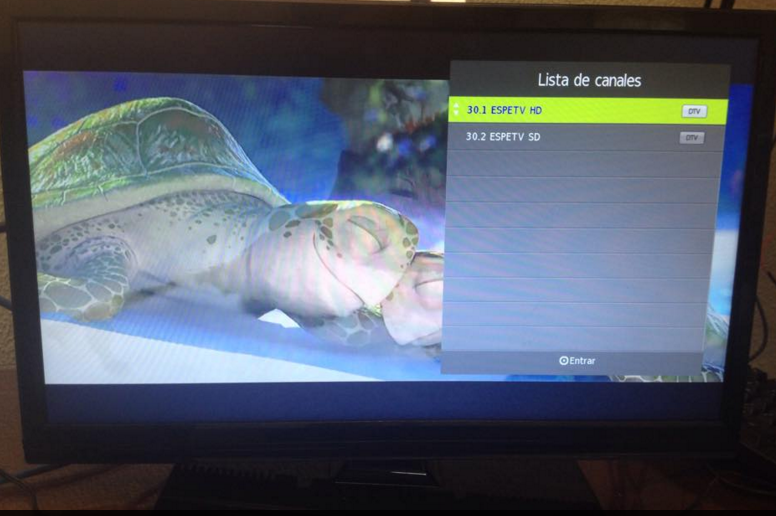 Lista de canales
30.1 ESPETV HD DTV
30.2 ESPETV SD DTV
Entrar